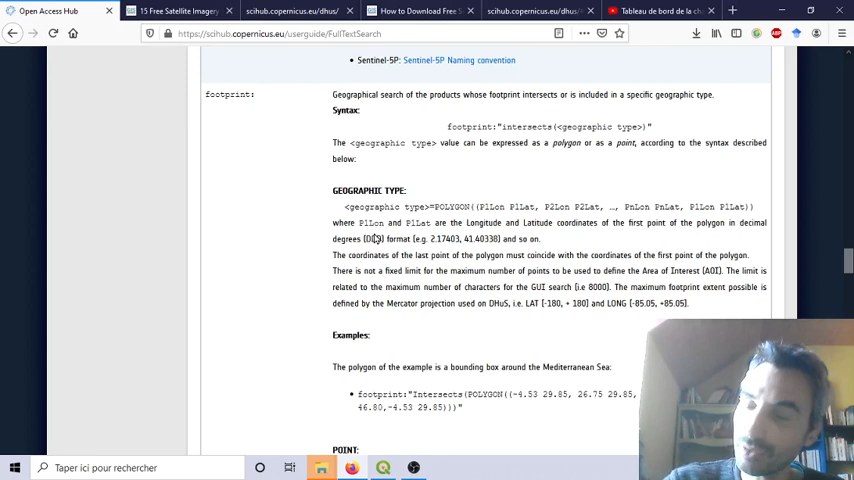 Open Access Hub
15 Free Satellite Imagery
scihub.copernicus.eu/dhus/
How to Download Free S
scihub.copernicus.eu/dhus/
Tableau de bord de la cha
https://scihub.copernicus.eu/userguide/FullTextSearch
Sentinel-5P: Sentinel-5P Naming convention
footprint:
Geographical search of the products whose footprint intersects or is included in a specific geographic type.
Syntax:
footprint:"intersects(<geographic type>)"
The <geographic type> value can be expressed as a polygon or as a point, according to the syntax described
below:
GEOGRAPHIC TYPE:
<geographic type>=POLYGON((P1Lon P1Lat, P2Lon P2Lat, …, PnLon PnLat, P1Lon P1Lat))
where P1Lon and P1Lat are the Longitude and Latitude coordinates of the first point of the polygon in decimal
degrees (DD) format (e.g. 2.17403, 41.40338) and so on.
The coordinates of the last point of the polygon must coincide with the coordinates of the first point of the polygon.
There is not a fixed limit for the maximum number of points to be used to define the Area of Interest (AOI). The limit is
related to the maximum number of characters for the GUI search (i.e 8000). The maximum footprint extent possible is
defined by the Mercator projection used on DHuS, i.e. LAT [-180, + 180] and LONG [-85.05, +85.05].
Examples:
The polygon of the example is a bounding box around the Mediterranean Sea:
footprint:"Intersects(POLYGON((-4.53 29.85, 26.75 29.85,
46.80,-4.53 29.85)))"
POINT:
Taper ici pour rechercher